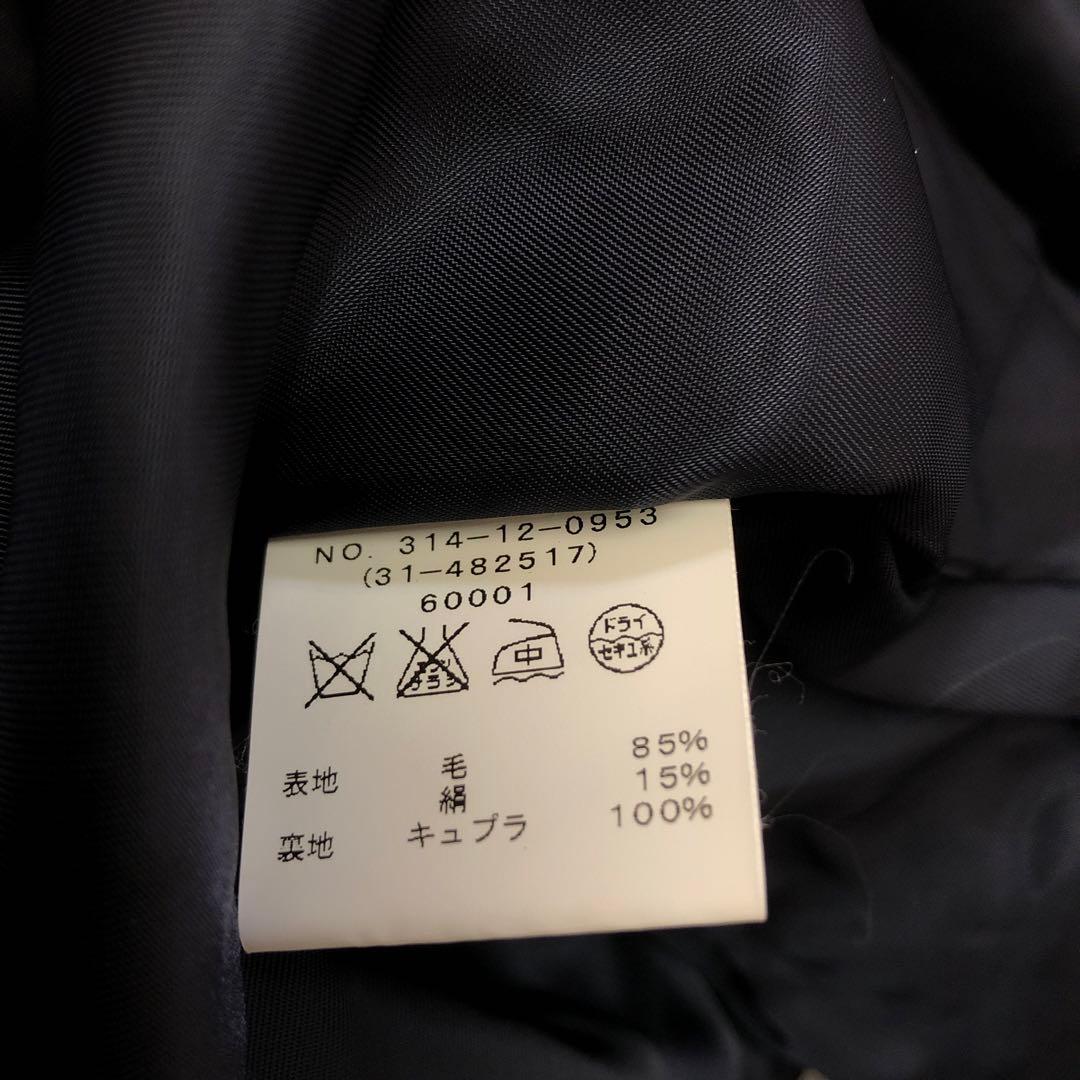 NO. 314-12-0953
(31-482517)
60001
中
ドライ
セキユ系
表地 毛 85%
絹 15%
裏地 キュプラ 100%